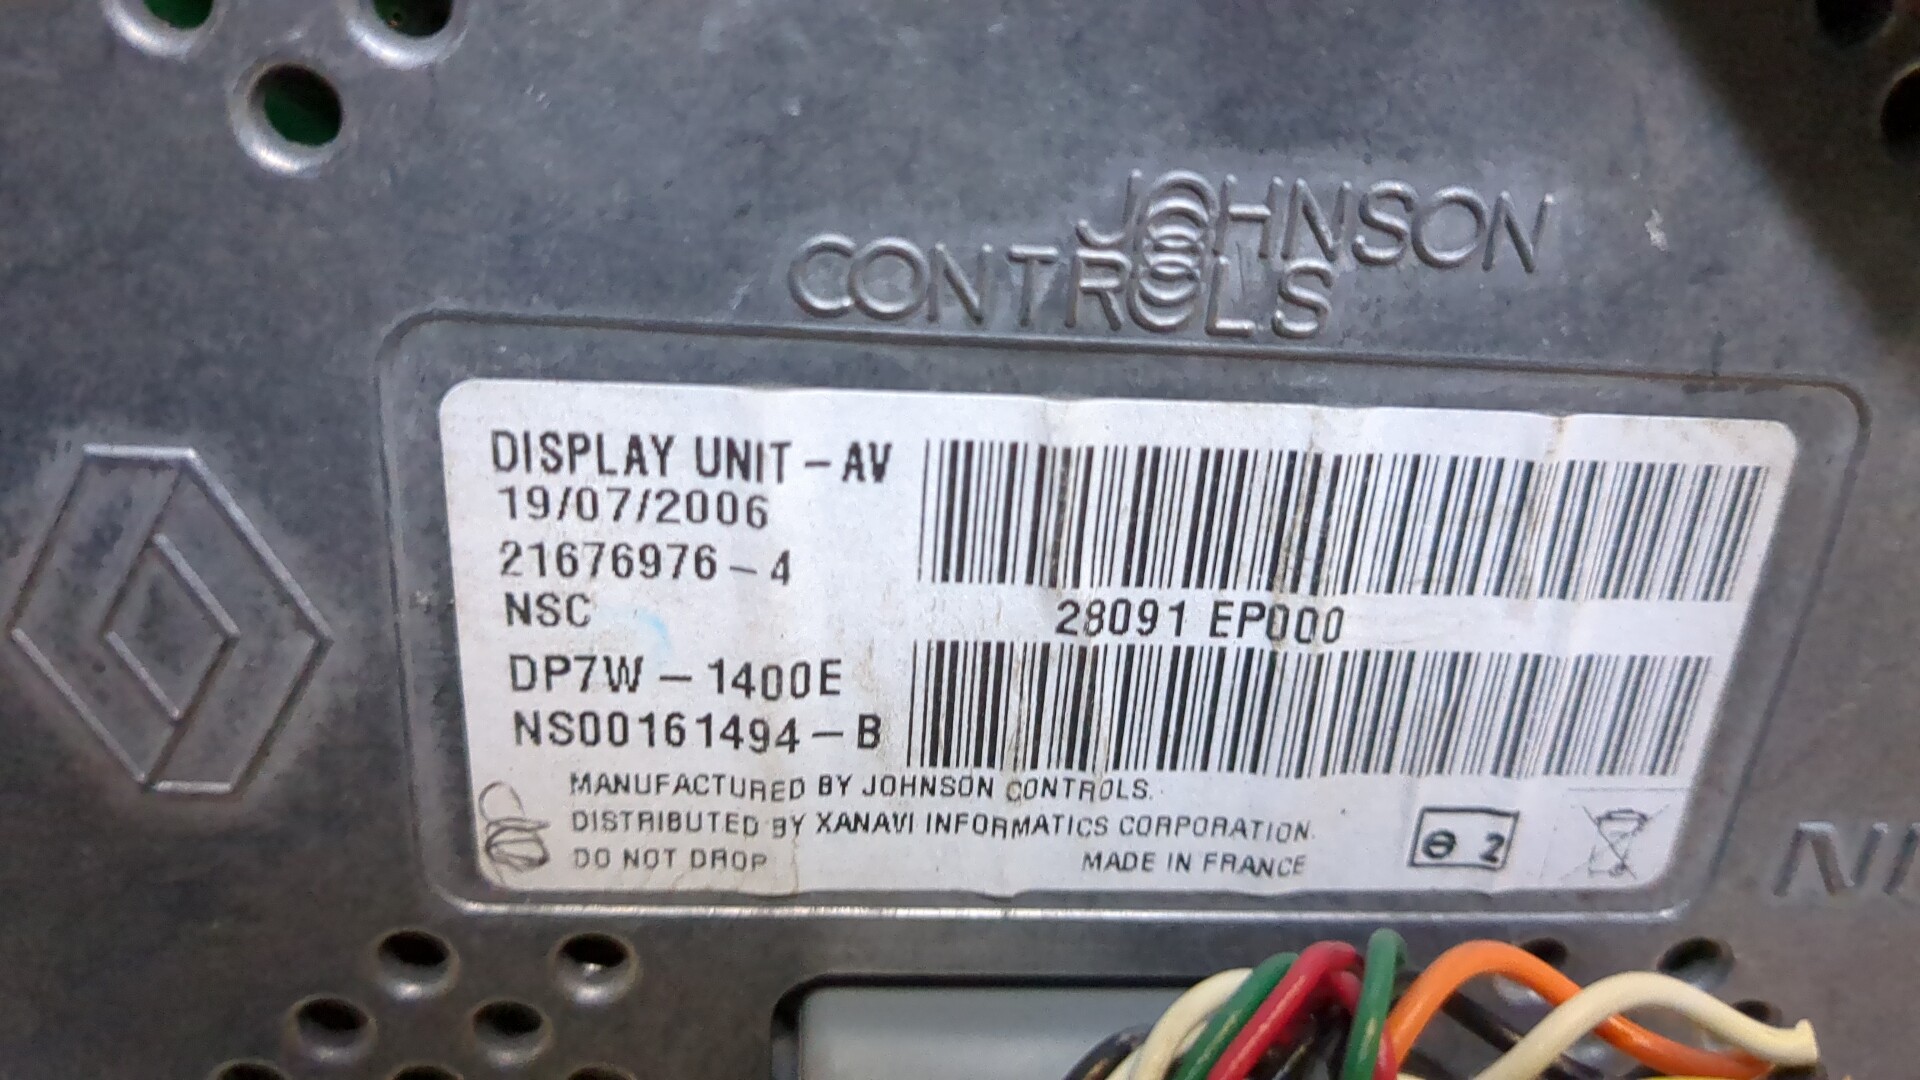 JOHNSON
CONTROLS
DISPLAY UNIT - AV
19/07/2006
21676976-4
NSC
28091 EP000
DP7W - 1400E
NS00161494-B
MANUFACTURED BY JOHNSON CONTROLS.
DISTRIBUTED BY XANAVI INFORMATICS CORPORATION.
DO NOT DROP
MADE IN FRANCE
e 2